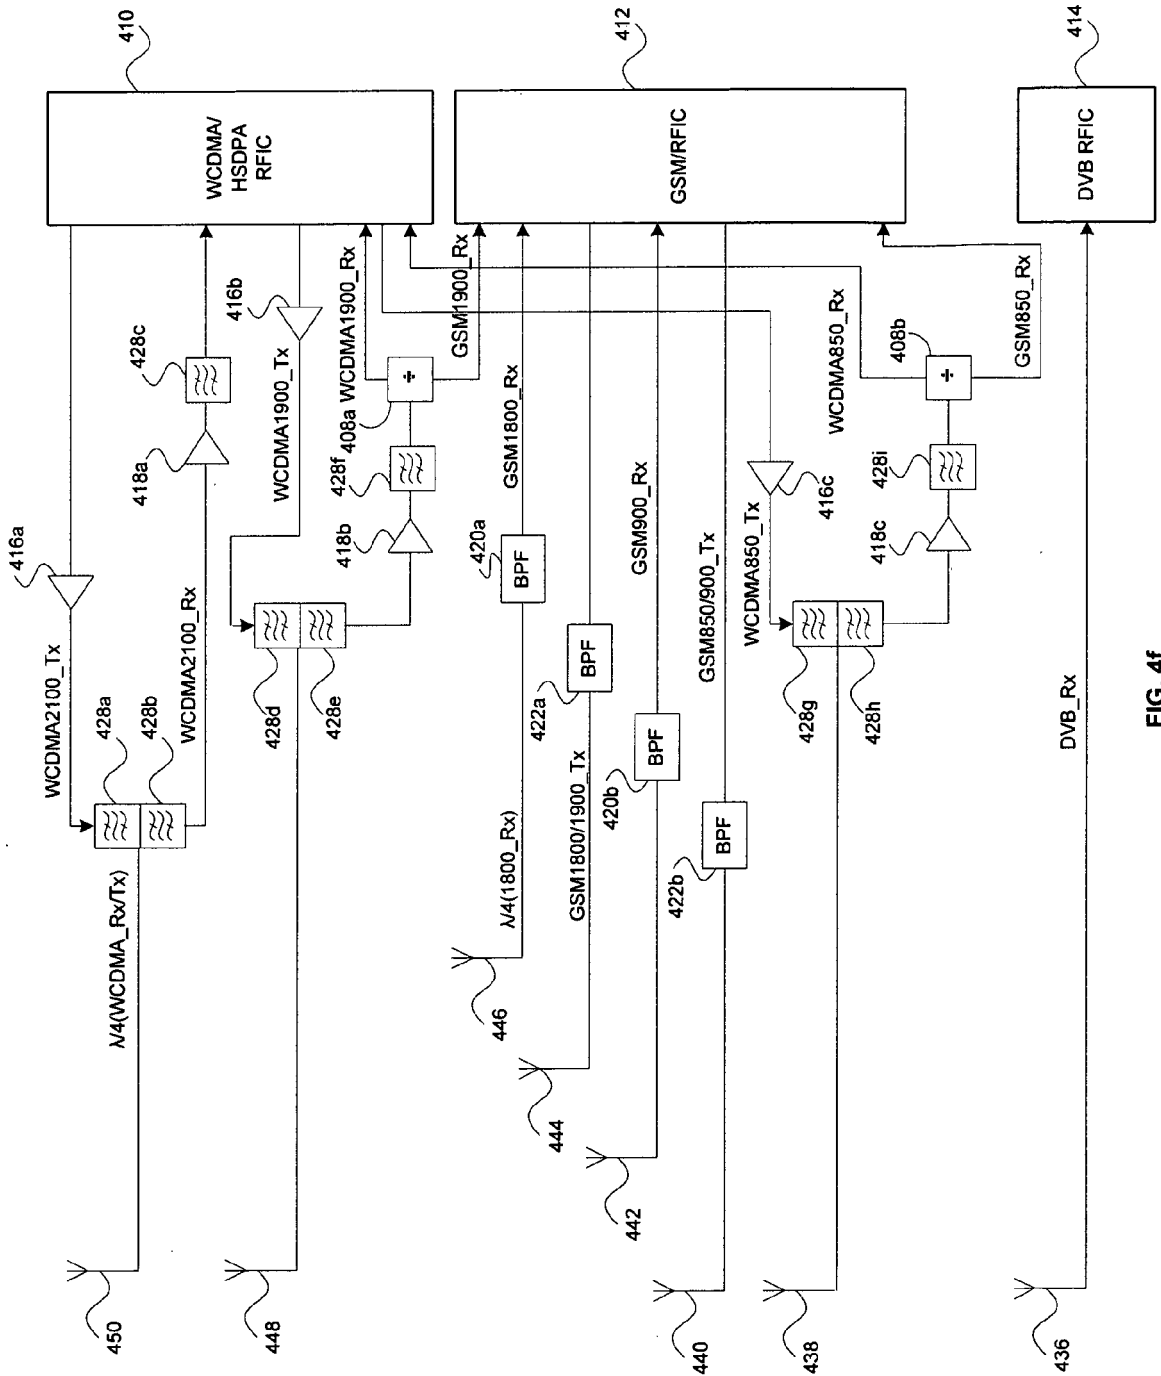 410
WCDMA/
HSDPA
RFIC
412
GSM/RFIC
414
DVB RFIC
416a
WCDMA2100_Tx
428a
428b
WCDMA2100_Rx
418a
428c
λ/4(WCDMA_Rx/Tx)
450
416b
WCDMA1900_Tx
428d
428e
418b
428f
408a
÷
WCDMA1900_Rx
GSM1900_Rx
448
GSM1800_Rx
420a
BPF
λ/4(1800_Rx)
446
422a
BPF
GSM1800/1900_Tx
444
GSM900_Rx
420b
BPF
442
GSM850/900_Tx
422b
BPF
440
416c
WCDMA850_Tx
428g
428h
418c
428i
408b
÷
WCDMA850_Rx
GSM850_Rx
438
DVB_Rx
436
FIG. 4f